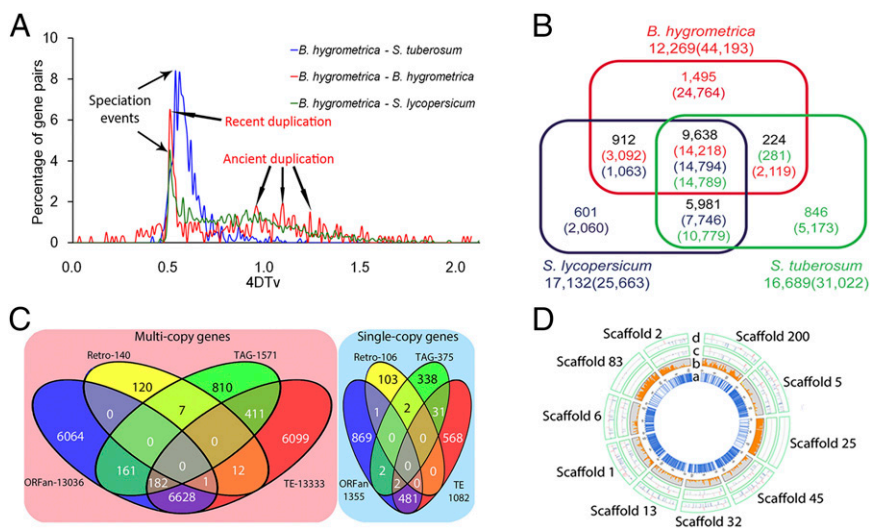 A
Percentage of gene pairs
10
8
6
4
2
0
0.0
0.5
1.0
1.5
2.0
4DTv
B. hygrometrica - S. tuberosum
B. hygrometrica - B. hygrometrica
B. hygrometrica - S. lycopersicum
Speciation
events
Recent duplication
Ancient duplication
B
B. hygrometrica
12,269(44,193)
1,495
(24,764)
912
(3,092)
(1,063)
9,638
(14,218)
(14,794)
(14,789)
224
(281)
(2,119)
601
(2,060)
5,981
(7,746)
(10,779)
846
(5,173)
S. lycopersicum
17,132(25,663)
S. tuberosum
16,689(31,022)
C
Multi-copy genes
Retro-140
TAG-1571
120
810
0
7
411
6064
0
0
6099
161
0
12
182
1
6628
ORFan-13036
TE-13333
Single-copy genes
Retro-106
TAG-375
103
338
1
2
31
869
0
0
568
2
0
0
2
0
481
ORFan
1355
TE
1082
D
Scaffold 2
Scaffold 200
Scaffold 83
Scaffold 5
Scaffold 6
Scaffold 25
Scaffold 1
Scaffold 45
Scaffold 13
Scaffold 32
d
c
b
a